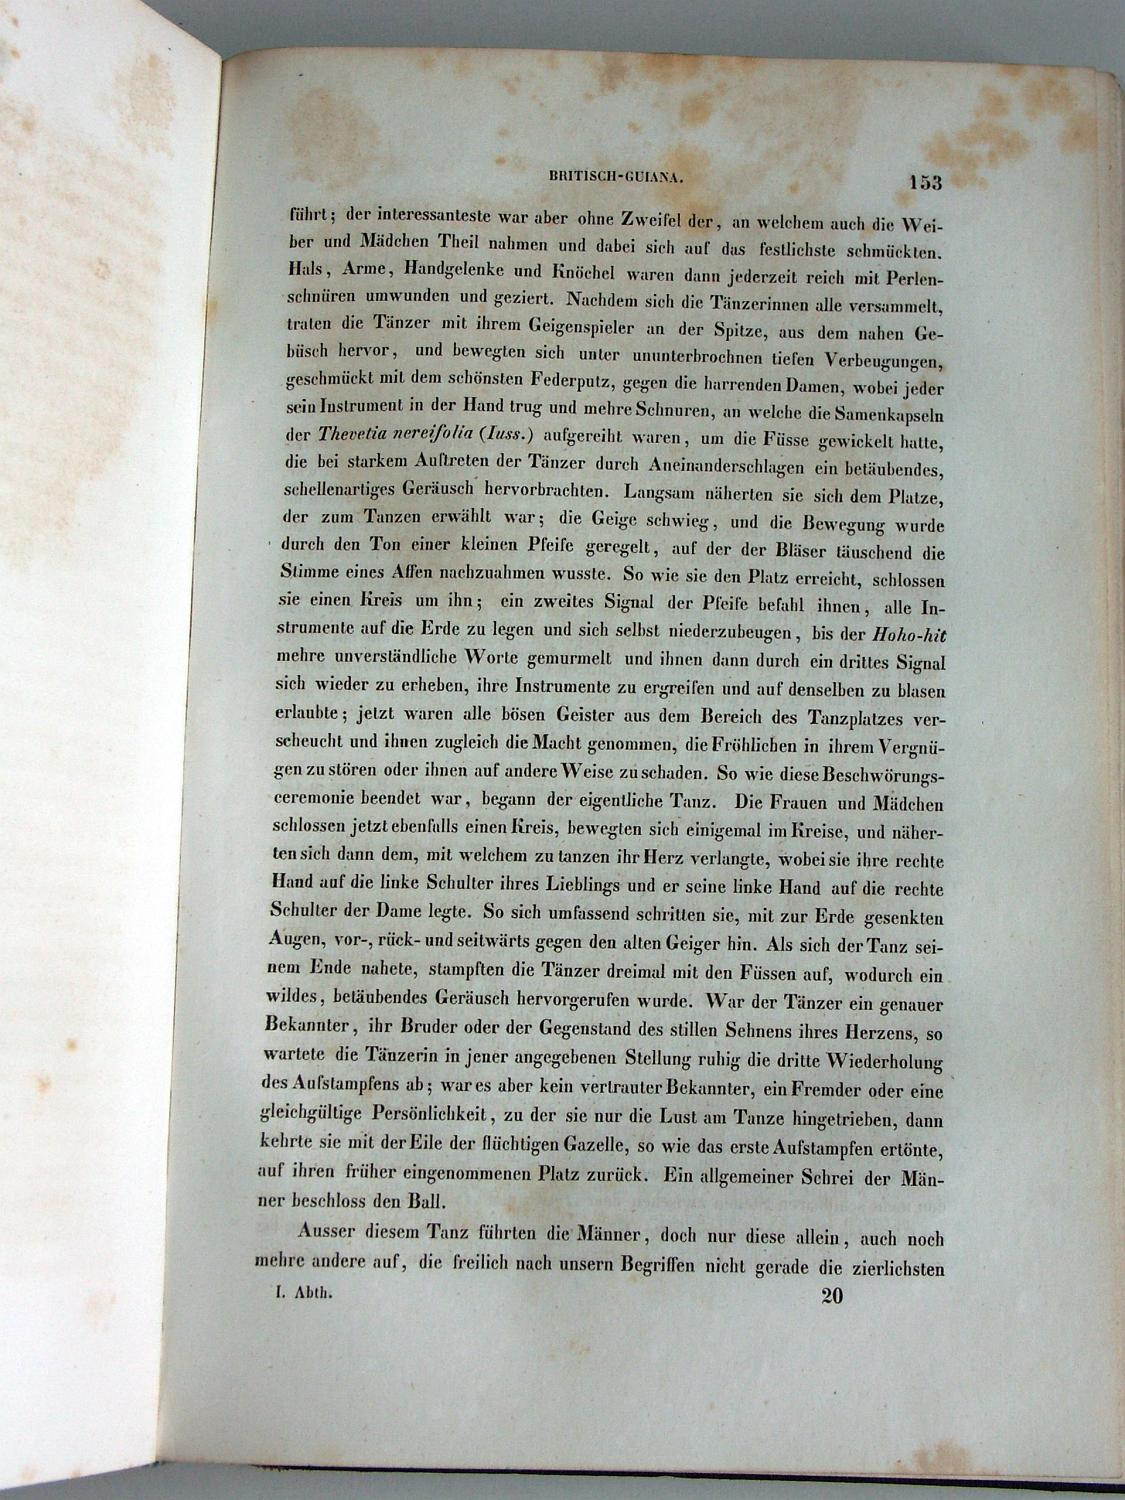 BRITISCH-GUIANA.
153
führt; der interessanteste war aber ohne Zweifel der, an welchem auch die Wei-
ber und Mädchen Theil nahmen und dabei sich auf das festlichste schmückten.
Hals, Arme, Handgelenke und Knöchel waren dann jederzeit reich mit Perlen-
schnüren umwunden und geziert. Nachdem sich die Tänzerinnen alle versammelt,
traten die Tänzer mit ihrem Geigenspieler an der Spitze, aus dem nahen Ge-
büsch hervor, und bewegten sich unter ununterbrochnen tiefen Verbeugungen,
geschmückt mit dem schönsten Federputz, gegen die harrenden Damen, wobei jeder
sein Instrument in der Hand trug und mehre Schnuren, an welche die Samenkapseln
der Thevetia nereifolia (Iuss.) aufgereiht waren, um die Füsse gewickelt hatte,
die bei starkem Auftreten der Tänzer durch Aneinanderschlagen ein betäubendes,
schellenartiges Geräusch hervorbrachten. Langsam näherten sie sich dem Platze,
der zum Tanzen erwählt war; die Geige schwieg, und die Bewegung wurde
durch den Ton einer kleinen Pfeife geregelt, auf der der Bläser täuschend die
Stimme eines Affen nachzuahmen wusste. So wie sie den Platz erreicht, schlossen
sie einen Kreis um ihn; ein zweites Signal der Pfeife befahl ihnen, alle In-
strumente auf die Erde zu legen und sich selbst niederzubeugen, bis der Hoho-hit
mehre unverständliche Worte gemurmelt und ihnen dann durch ein drittes Signal
sich wieder zu erheben, ihre Instrumente zu ergreifen und auf denselben zu blasen
erlaubte; jetzt waren alle bösen Geister aus dem Bereich des Tanzplatzes ver-
scheucht und ihnen zugleich die Macht genommen, die Fröhlichen in ihrem Vergnü-
gen zu stören oder ihnen auf andere Weise zu schaden. So wie diese Beschwörungs-
ceremonie beendet war, begann der eigentliche Tanz. Die Frauen und Mädchen
schlossen jetzt ebenfalls einen Kreis, bewegten sich einigemal im Kreise, und näher-
ten sich dann dem, mit welchem zu tanzen ihr Herz verlangte, wobei sie ihre rechte
Hand auf die linke Schulter ihres Lieblings und er seine linke Hand auf die rechte
Schulter der Dame legte. So sich umfassend schritten sie, mit zur Erde gesenkten
Augen, vor-, rück- und seitwärts gegen den alten Geiger hin. Als sich der Tanz sei-
nem Ende nahete, stampften die Tänzer dreimal mit den Füssen auf, wodurch ein
wildes, betäubendes Geräusch hervorgerufen wurde. War der Tänzer ein genauer
Bekannter, ihr Bruder oder der Gegenstand des stillen Sehnens ihres Herzens, so
wartete die Tänzerin in jener angegebenen Stellung ruhig die dritte Wiederholung
des Aufstampfens ab; war es aber kein vertrauter Bekannter, ein Fremder oder eine
gleichgültige Persönlichkeit, zu der sie nur die Lust am Tanze hingetrieben, dann
kehrte sie mit der Eile der flüchtigen Gazelle, so wie das erste Aufstampfen ertönte,
auf ihren früher eingenommenen Platz zurück. Ein allgemeiner Schrei der Män-
ner beschloss den Ball.
Ausser diesem Tanz führten die Männer, doch nur diese allein, auch noch
mehre andere auf, die freilich nach unsern Begriffen nicht gerade die zierlichsten
I. Abth.
20